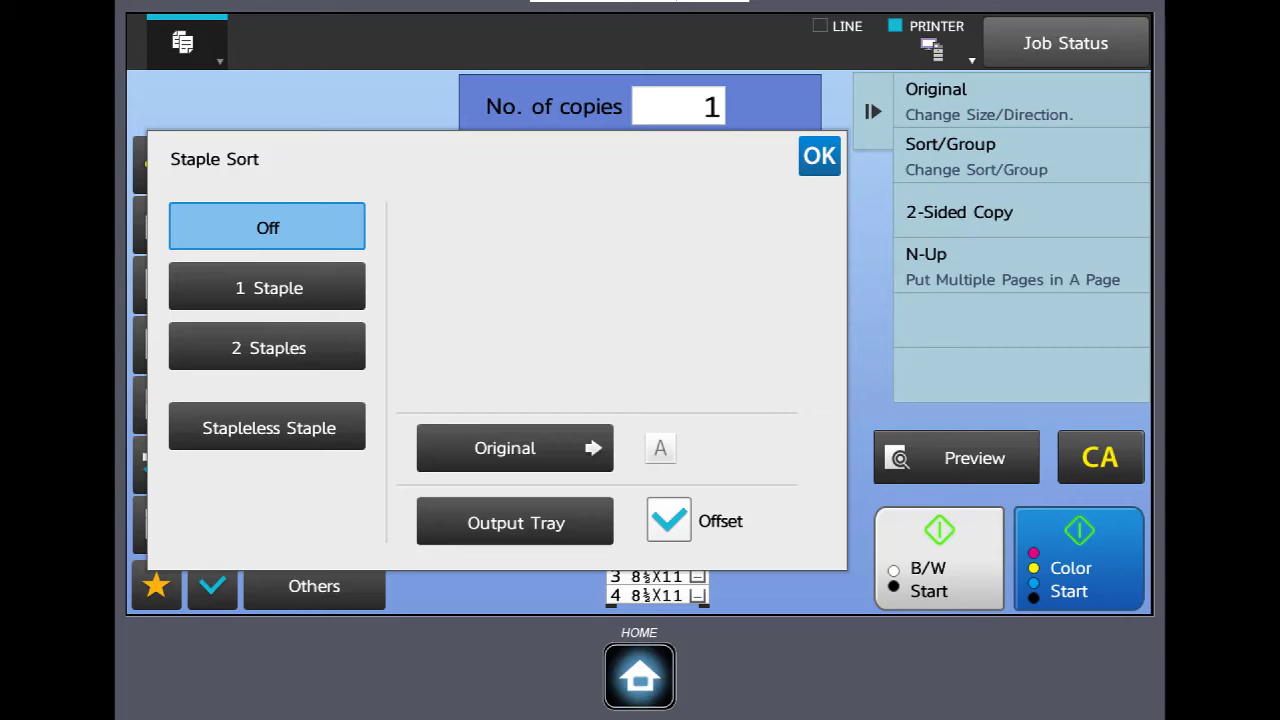 LINE
PRINTER
Job Status
No. of copies
1
Original
Change Size/Direction.
Sort/Group
Change Sort/Group
2-Sided Copy
N-Up
Put Multiple Pages in A Page
Staple Sort
OK
Off
1 Staple
2 Staples
Stapleless Staple
Original
A
Output Tray
Offset
Preview
CA
B/W
Start
Color
Start
Others
3 8½X11
4 8½X11
HOME